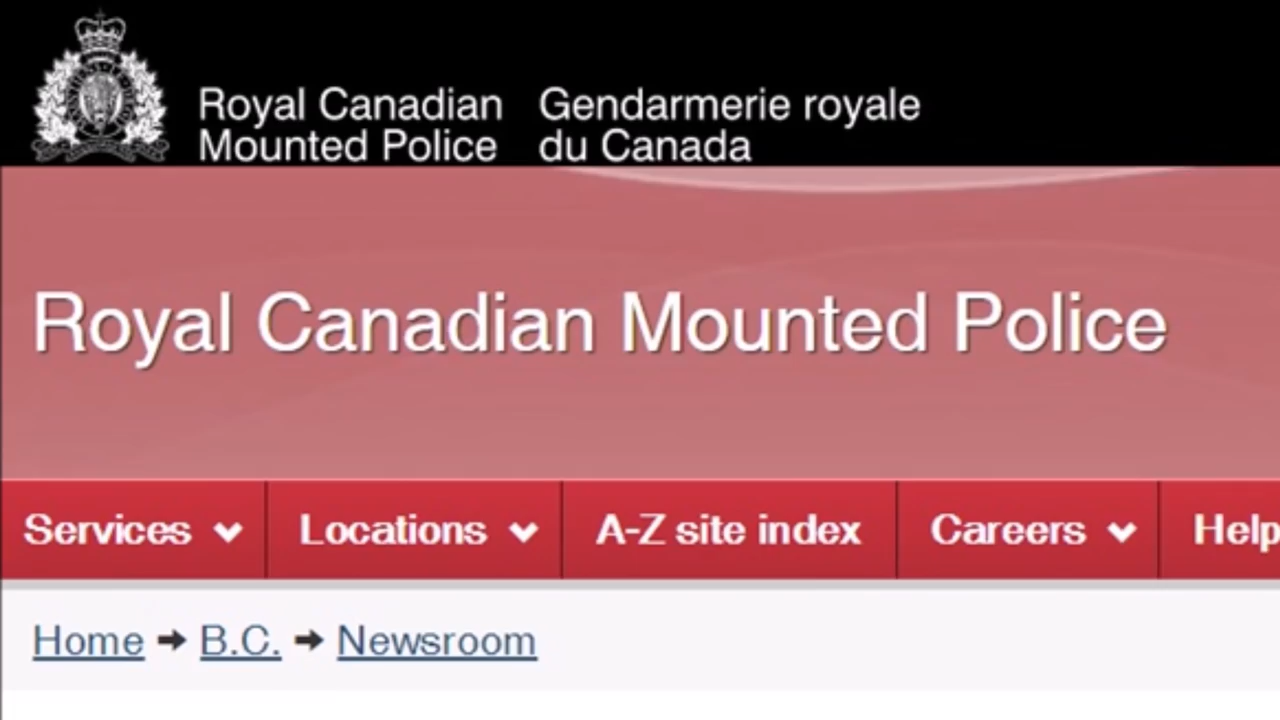 Royal Canadian Gendarmerie royale
Mounted Police du Canada
Royal Canadian Mounted Police
Services Locations A-Z site index Careers Help
Home B.C. Newsroom